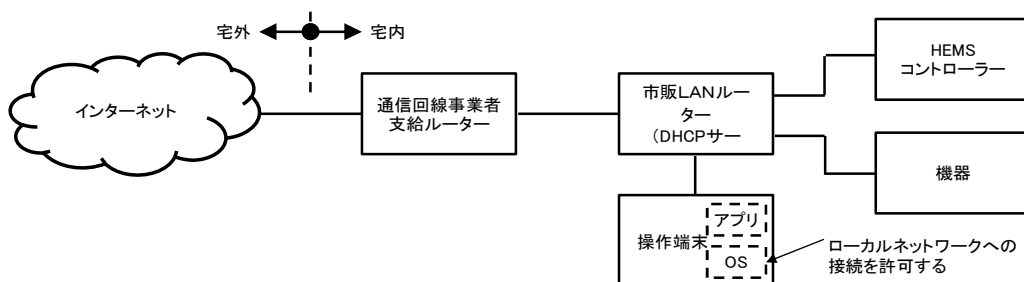 宅外
宅内
インターネット
通信回線事業者
支給ルーター
市販LANルー
ター
（DHCPサー
HEMS
コントローラー
機器
操作端末
アプリ
OS
ローカルネットワークへの
接続を許可する